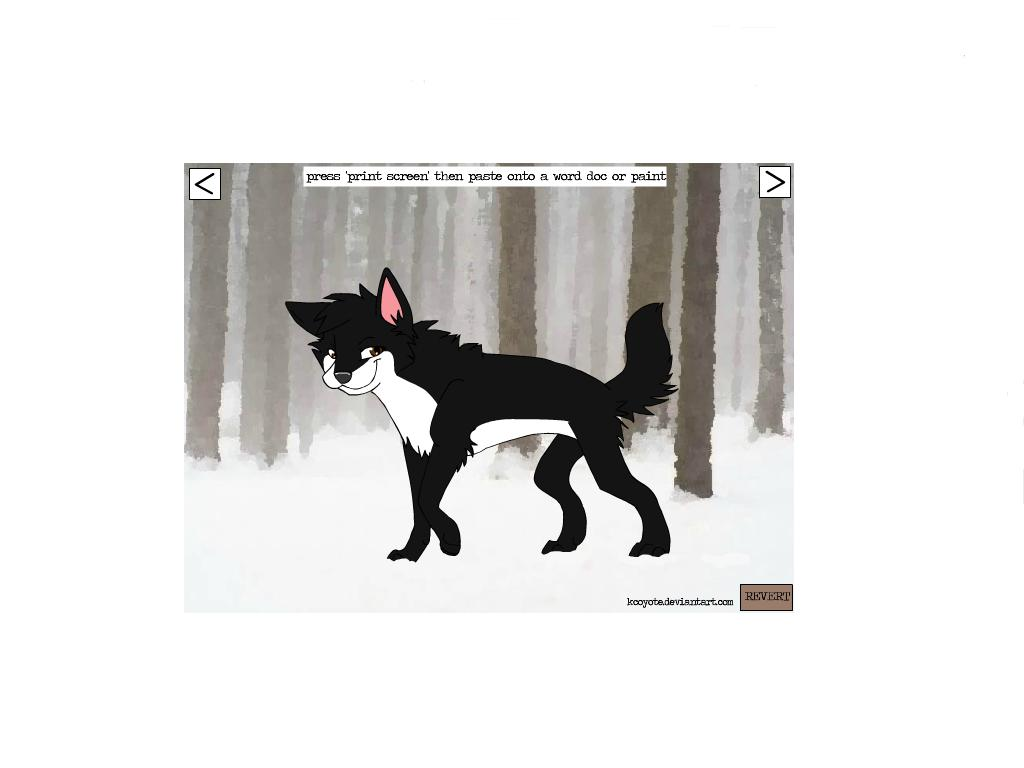 <
press 'print screen' then paste onto a word doc or paint
>
kcoyote.deviantart.com
REVERT